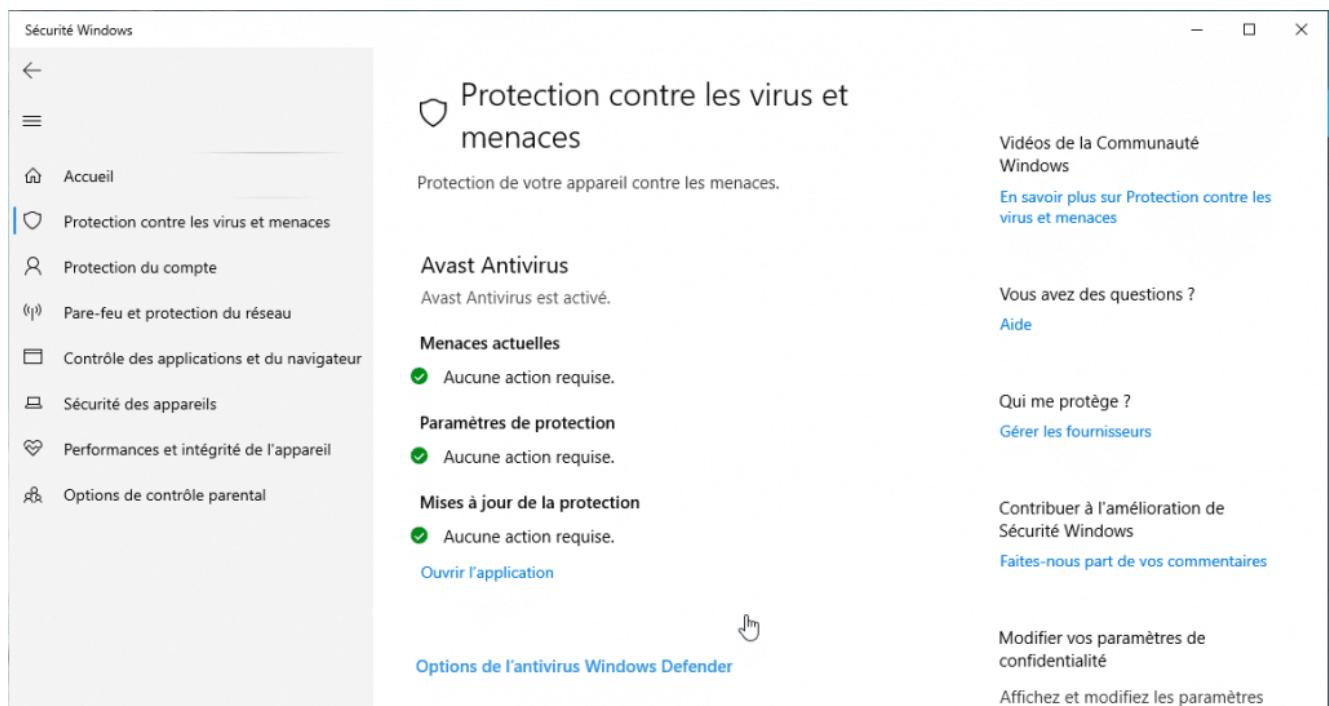 Sécurité Windows
Accueil
Protection contre les virus et menaces
Protection du compte
Pare-feu et protection du réseau
Contrôle des applications et du navigateur
Sécurité des appareils
Performances et intégrité de l'appareil
Options de contrôle parental
Protection contre les virus et
menaces
Protection de votre appareil contre les menaces.
Avast Antivirus
Avast Antivirus est activé.
Menaces actuelles
Aucune action requise.
Paramètres de protection
Aucune action requise.
Mises à jour de la protection
Aucune action requise.
Ouvrir l'application
Options de l'antivirus Windows Defender
Vidéos de la Communauté
Windows
En savoir plus sur Protection contre les
virus et menaces
Vous avez des questions ?
Aide
Qui me protège ?
Gérer les fournisseurs
Contribuer à l'amélioration de
Sécurité Windows
Faites-nous part de vos commentaires
Modifier vos paramètres de
confidentialité
Affichez et modifiez les paramètres